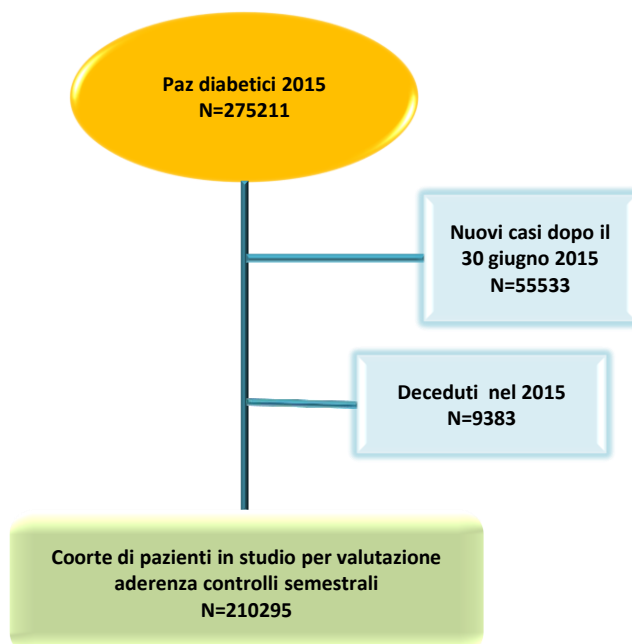 Paz diabetici 2015
N=275211
Nuovi casi dopo il
30 giugno 2015
N=55533
Deceduti nel 2015
N=9383
Coorte di pazienti in studio per valutazione
aderenza controlli semestrali
N=210295